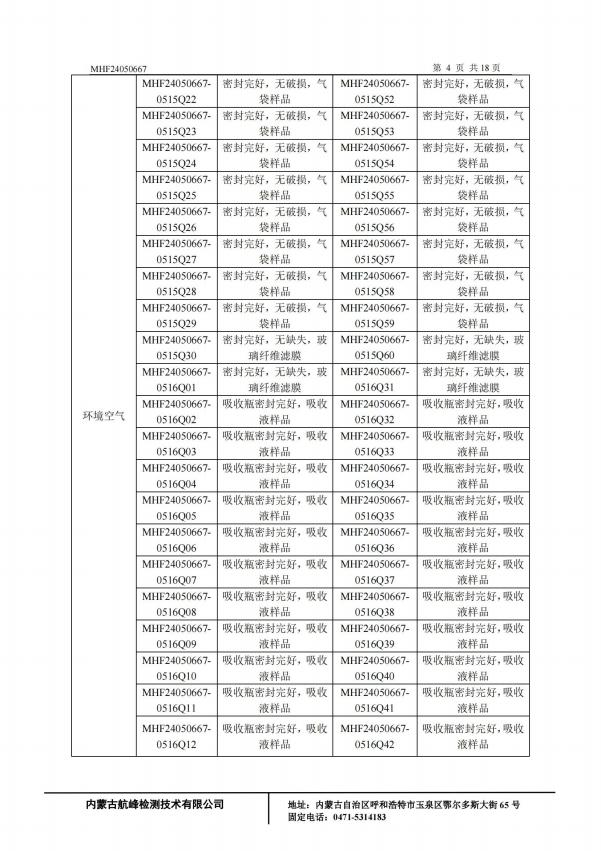 MHF24050667 第 4 页 共18页
MHF24050667- 密封完好，无破损，气 MHF24050667- 密封完好，无破损，气
0515Q22 袋样品 0515Q52 袋样品
MHF24050667- 密封完好，无破损，气 MHF24050667- 密封完好，无破损，气
0515Q23 袋样品 0515Q53 袋样品
MHF24050667- 密封完好，无破损，气 MHF24050667- 密封完好，无破损，气
0515Q24 袋样品 0515Q54 袋样品
MHF24050667- 密封完好，无破损，气 MHF24050667- 密封完好，无破损，气
0515Q25 袋样品 0515Q55 袋样品
MHF24050667- 密封完好，无破损，气 MHF24050667- 密封完好，无破损，气
0515Q26 袋样品 0515Q56 袋样品
MHF24050667- 密封完好，无破损，气 MHF24050667- 密封完好，无破损，气
0515Q27 袋样品 0515Q57 袋样品
MHF24050667- 密封完好，无破损，气 MHF24050667- 密封完好，无破损，气
0515Q28 袋样品 0515Q58 袋样品
MHF24050667- 密封完好，无破损，气 MHF24050667- 密封完好，无破损，气
0515Q29 袋样品 0515Q59 袋样品
MHF24050667- 密封完好，无缺失，玻 MHF24050667- 密封完好，无缺失，玻
0515Q30 璃纤维滤膜 0515Q60 璃纤维滤膜
MHF24050667- 密封完好，无缺失，玻 MHF24050667- 密封完好，无缺失，玻
0516Q01 璃纤维滤膜 0516Q31 璃纤维滤膜
MHF24050667- 吸收瓶密封完好，吸收 MHF24050667- 吸收瓶密封完好，吸收
环境空气
0516Q02 液样品 0516Q32 液样品
MHF24050667- 吸收瓶密封完好，吸收 MHF24050667- 吸收瓶密封完好，吸收
0516Q03 液样品 0516Q33 液样品
MHF24050667- 吸收瓶密封完好，吸收 MHF24050667- 吸收瓶密封完好，吸收
0516Q04 液样品 0516Q34 液样品
MHF24050667- 吸收瓶密封完好，吸收 MHF24050667- 吸收瓶密封完好，吸收
0516Q05 液样品 0516Q35 液样品
MHF24050667- 吸收瓶密封完好，吸收 MHF24050667- 吸收瓶密封完好，吸收
0516Q06 液样品 0516Q36 液样品
MHF24050667- 吸收瓶密封完好，吸收 MHF24050667- 吸收瓶密封完好，吸收
0516Q07 液样品 0516Q37 液样品
MHF24050667- 吸收瓶密封完好，吸收 MHF24050667- 吸收瓶密封完好，吸收
0516Q08 液样品 0516Q38 液样品
MHF24050667- 吸收瓶密封完好，吸收 MHF24050667- 吸收瓶密封完好，吸收
0516Q09 液样品 0516Q39 液样品
MHF24050667- 吸收瓶密封完好，吸收 MHF24050667- 吸收瓶密封完好，吸收
0516Q10 液样品 0516Q40 液样品
MHF24050667- 吸收瓶密封完好，吸收 MHF24050667- 吸收瓶密封完好，吸收
0516Q11 液样品 0516Q41 液样品
MHF24050667- 吸收瓶密封完好，吸收 MHF24050667- 吸收瓶密封完好，吸收
0516Q12 液样品 0516Q42 液样品
内蒙古航峰检测技术有限公司 地址：内蒙古自治区呼和浩特市玉泉区鄂尔多斯大街 65 号
固定电话：0471-5314183